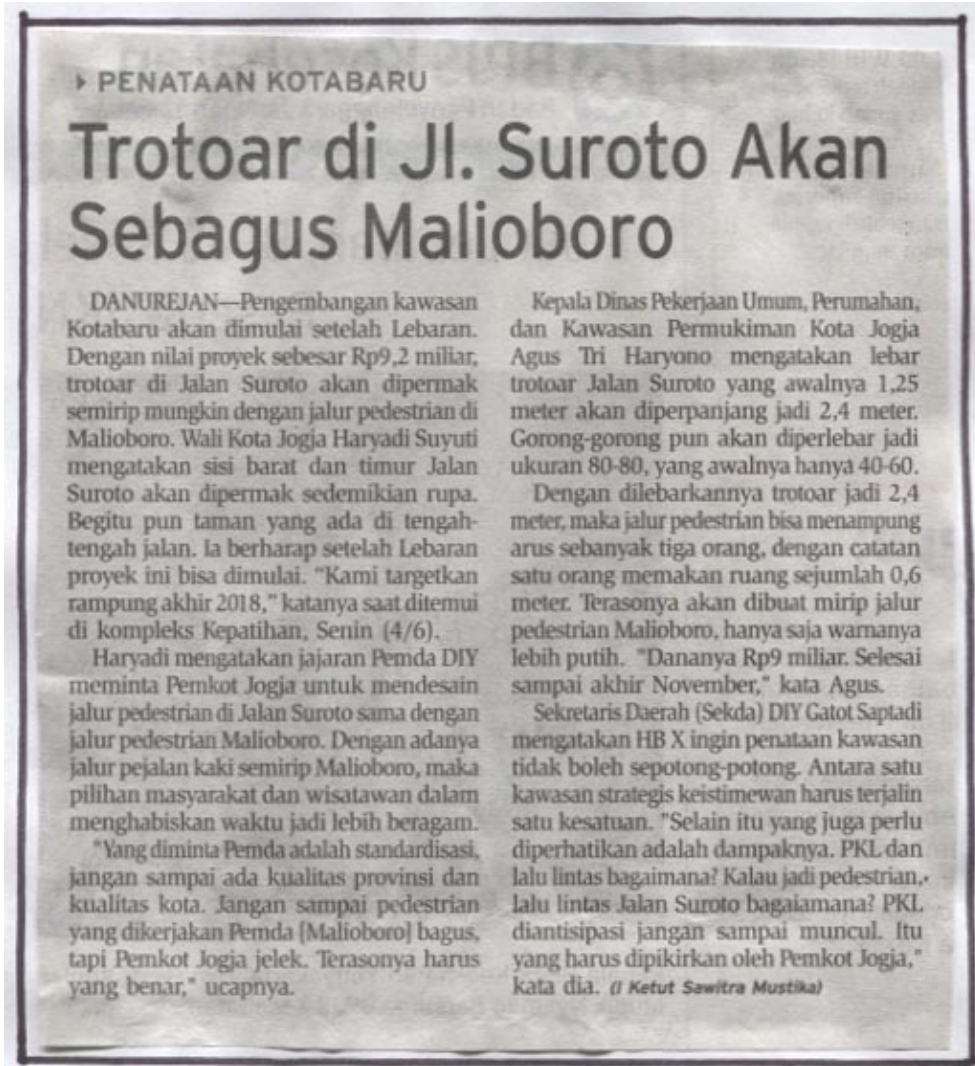 PENATAAN KOTABARU
Trotoar di Jl. Suroto Akan
Sebagus Malioboro
DANUREJAN—Pengembangan kawasan
Kotabaru akan dimulai setelah Lebaran.
Dengan nilai proyek sebesar Rp9,2 miliar,
trotoar di Jalan Suroto akan dipermak
semirip mungkin dengan jalur pedestrian di
Malioboro. Wali Kota Jogja Haryadi Suyuti
mengatakan sisi barat dan timur Jalan
Suroto akan dipermak sedemikian rupa.
Begitu pun taman yang ada di tengah-
tengah jalan. Ia berharap setelah Lebaran
proyek ini bisa dimulai. "Kami targetkan
rampung akhir 2018," katanya saat ditemui
di kompleks Kepatihan, Senin (4/6).
Haryadi mengatakan jajaran Pemda DIY
meminta Pemkot Jogja untuk mendesain
jalur pedestrian di Jalan Suroto sama dengan
jalur pedestrian Malioboro. Dengan adanya
jalur pejalan kaki semirip Malioboro, maka
pilihan masyarakat dan wisatawan dalam
menghabiskan waktu jadi lebih beragam.
"Yang diminta Pemda adalah standardisasi,
jangan sampai ada kualitas provinsi dan
kualitas kota. Jangan sampai pedestrian
yang dikerjakan Pemda [Malioboro] bagus,
tapi Pemkot Jogja jelek. Terasonya harus
yang benar," ucapnya.
Kepala Dinas Pekerjaan Umum, Perumahan,
dan Kawasan Permukiman Kota Jogja
Agus Tri Haryono mengatakan lebar
trotoar Jalan Suroto yang awalnya 1,25
meter akan diperpanjang jadi 2,4 meter.
Gorong-gorong pun akan diperlebar jadi
ukuran 80-80, yang awalnya hanya 40-60.
Dengan dilebarkannya trotoar jadi 2,4
meter, maka jalur pedestrian bisa menampung
arus sebanyak tiga orang, dengan catatan
satu orang memakan ruang sejumlah 0,6
meter. Terasonya akan dibuat mirip jalur
pedestrian Malioboro, hanya saja warnanya
lebih putih. "Dananya Rp9 miliar. Selesai
sampai akhir November," kata Agus.
Sekretaris Daerah (Sekda) DIY Gatot Saptadi
mengatakan HB X ingin penataan kawasan
tidak boleh sepotong-potong. Antara satu
kawasan strategis keistimewan harus terjalin
satu kesatuan. "Selain itu yang juga perlu
diperhatikan adalah dampaknya. PKL dan
lalu lintas bagaimana? Kalau jadi pedestrian,
lalu lintas Jalan Suroto bagaiamana? PKL
diantisipasi jangan sampai muncul. Itu
yang harus dipikirkan oleh Pemkot Jogja,"
kata dia. (I Ketut Sawitra Mustika)